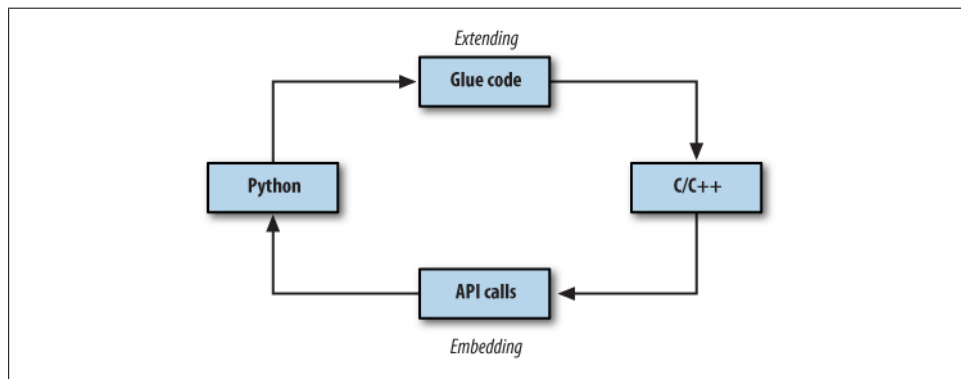 Extending
Glue code
Python
C/C++
API calls
Embedding